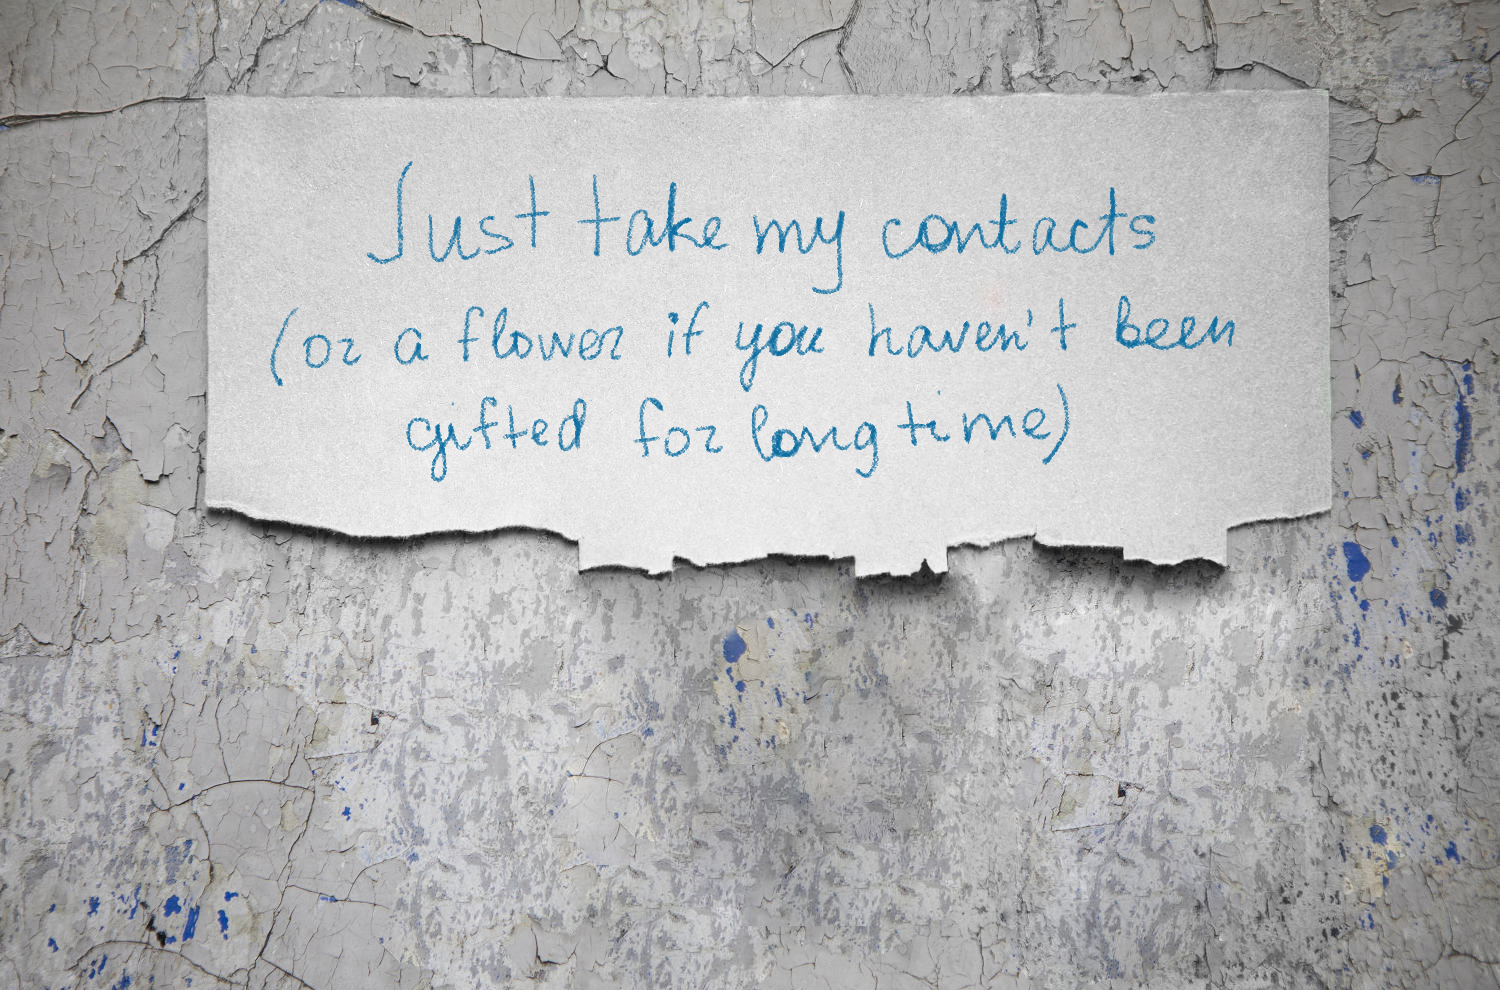 Just take my contacts
(or a flower if you haven't been
gifted for long time)